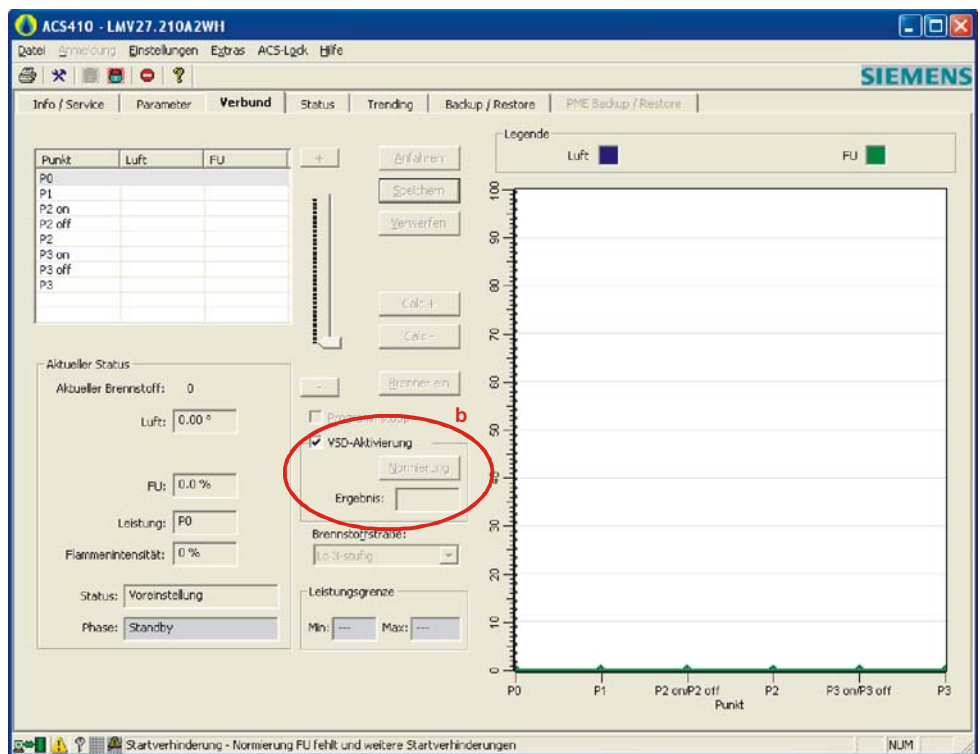 ACS410 - LMV27.210A2WH
Datei Anmeldung Einstellungen Extras ACS-Lock Hilfe
SIEMENS
Info / Service Parameter Verbund Status Trending Backup / Restore PME Backup / Restore
Punkt Luft FU
P0
P1
P2 on
P2 off
P2
P3 on
P3 off
P3
+
Anfahren
Speichern
Verwerfen
Calc +
Calc -
-
Brenner ein
Programmstopp
b
VSD-Aktivierung
Normierung
Ergebnis:
Brennstoffstraße:
Lo 3-stufig
Leistungsgrenze
Min: --- Max: ---
Aktueller Status
Aktueller Brennstoff: 0
Luft: 0.00 °
FU: 0.0 %
Leistung: P0
Flammenintensität: 0 %
Status: Voreinstellung
Phase: Standby
Legende
Luft FU
100
90
80
70
60
50
40
30
20
10
0
P0 P1 P2 on/P2 off P2 P3 on/P3 off P3
Punkt
Startverhinderung - Normierung FU fehlt und weitere Startverhinderungen NUM